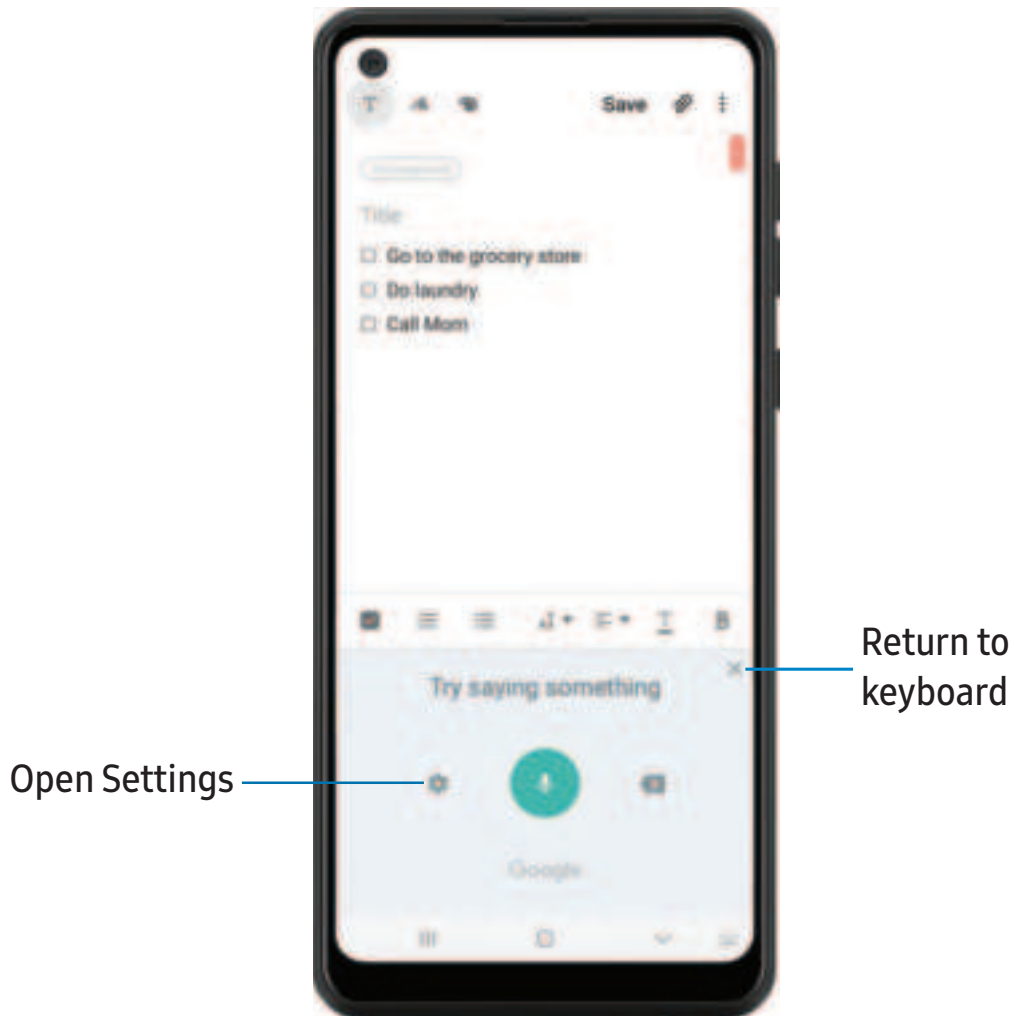 T
Save
Title
Go to the grocery store
Do laundry
Call Mom
T B
Return to
keyboard
Try saying something
Open Settings
Google